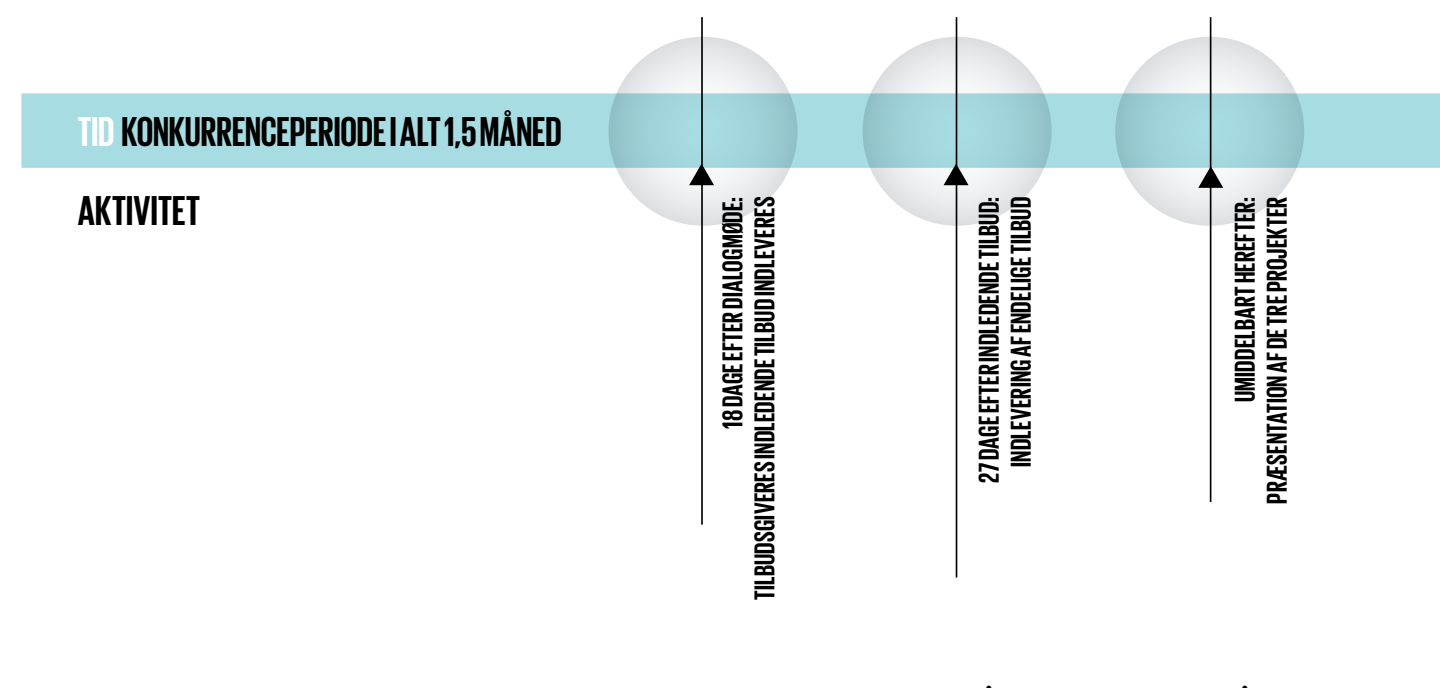 TID KONKURRENCEPERIODE I ALT 1,5 MÅNED
AKTIVITET
18 DAGE EFTER DIALOGMØDE:
TILBUDSGIVERES INDLEDENDE TILBUD INDLEVERES
27 DAGE EFTER INDLEDENDE TILBUD:
INDLEVERING AF ENDELIGE TILBUD
UMIDDELBART HEREFTER:
PRÆSENTATION AF DE TRE PROJEKTER